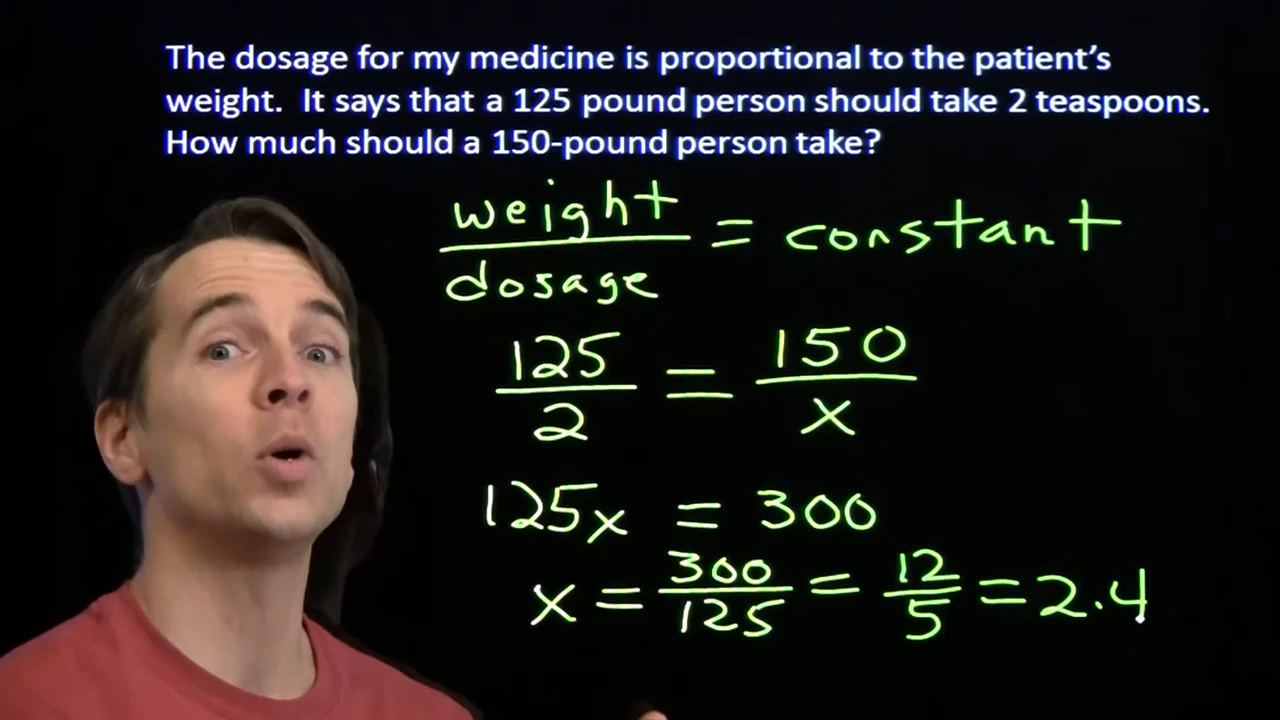 The dosage for my medicine is proportional to the patient's
weight. It says that a 125 pound person should take 2 teaspoons.
How much should a 150-pound person take?
weight/dosage = constant
125/2 = 150/x
125x = 300
x = 300/125 = 12/5 = 2.4